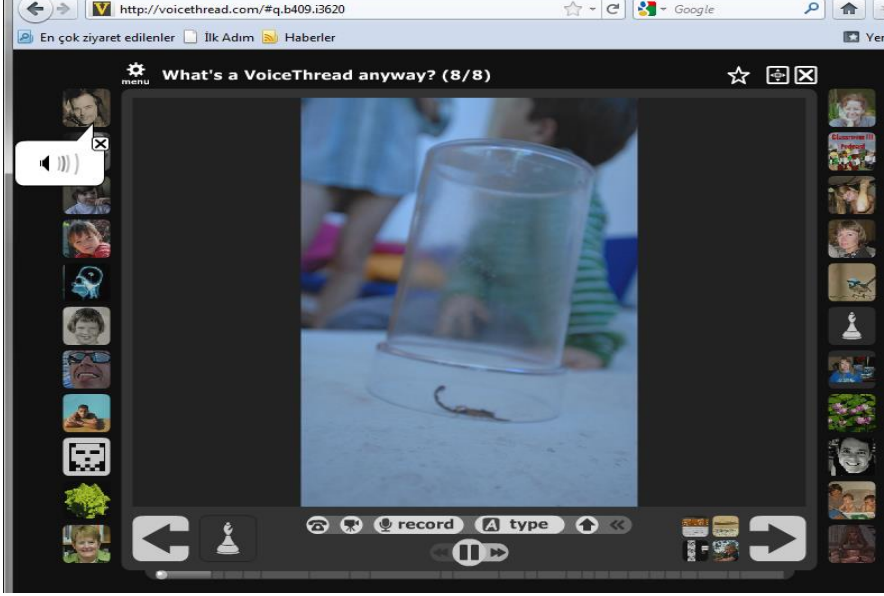 http://voicethread.com/#q.b409.i3620
Google
En çok ziyaret edilenler İlk Adım Haberler
Yer
menu
What's a VoiceThread anyway? (8/8)
record
A type